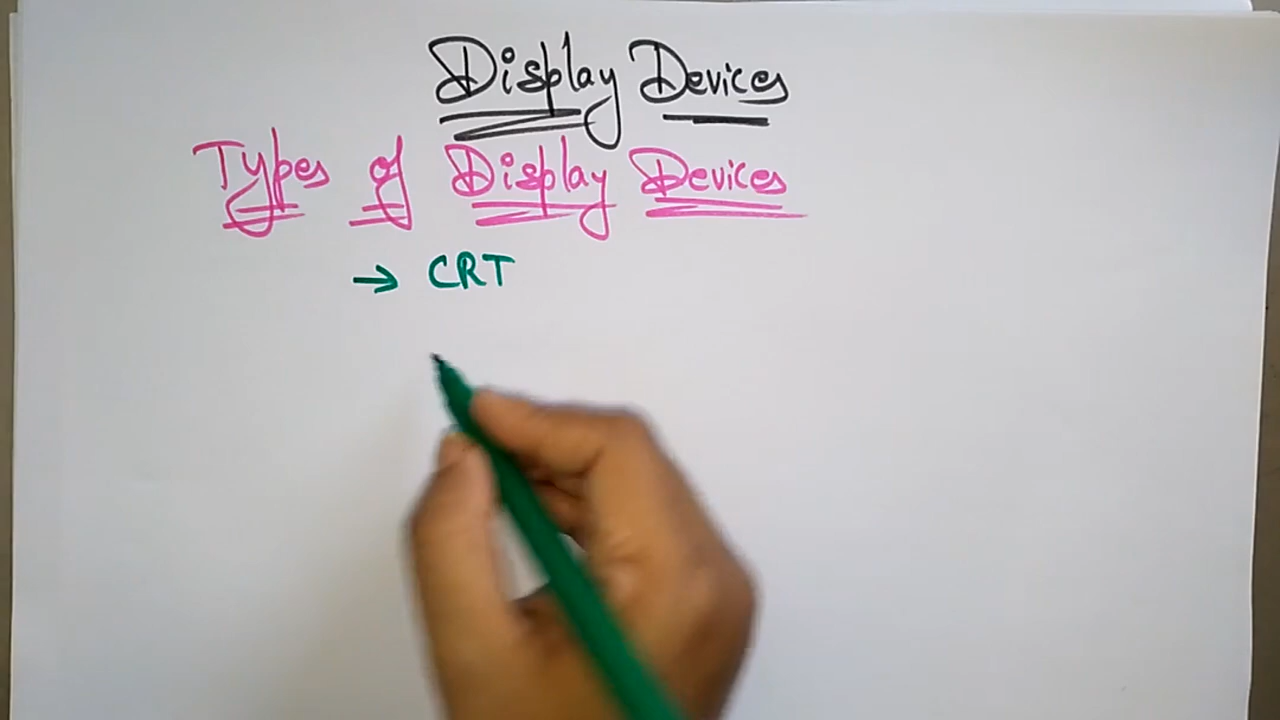 Display Devices
Types of Display Devices
→ CRT